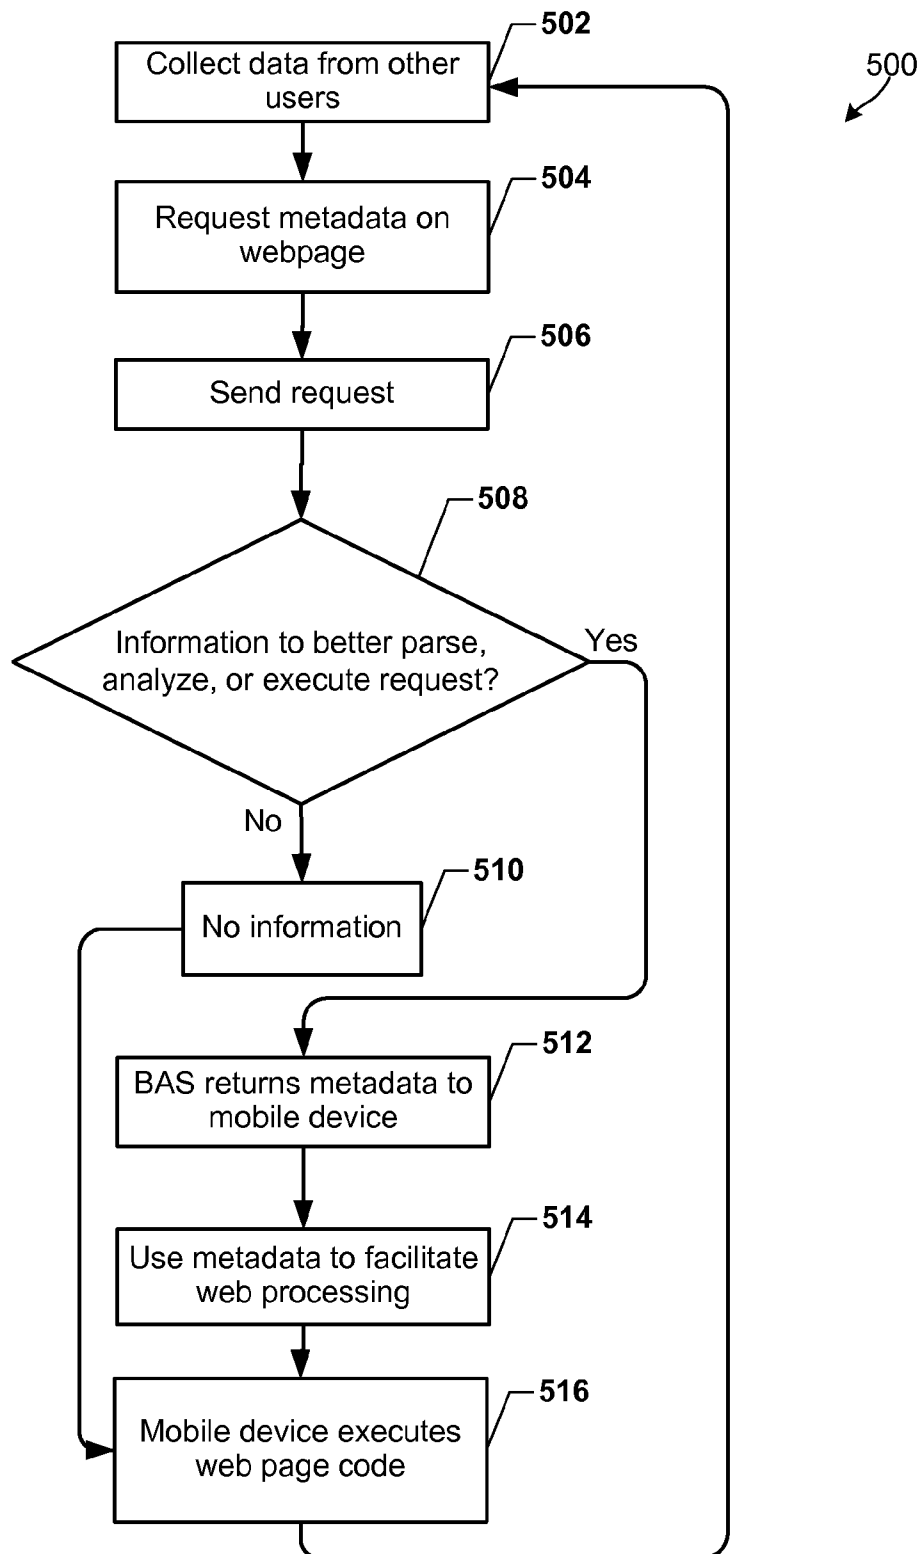 502
Collect data from other
users
500
504
Request metadata on
webpage
506
Send request
508
Information to better parse,
analyze, or execute request?
Yes
No
510
No information
512
BAS returns metadata to
mobile device
514
Use metadata to facilitate
web processing
516
Mobile device executes
web page code